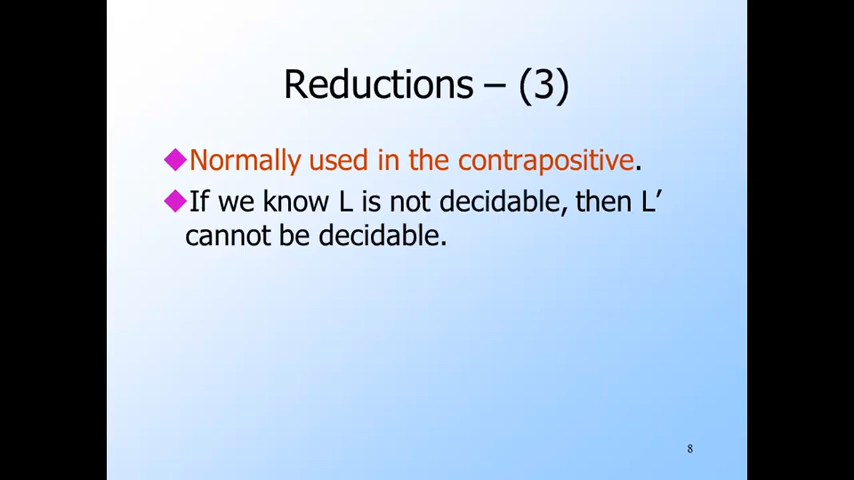 Reductions – (3)
Normally used in the contrapositive.
If we know L is not decidable, then L’
cannot be decidable.
8